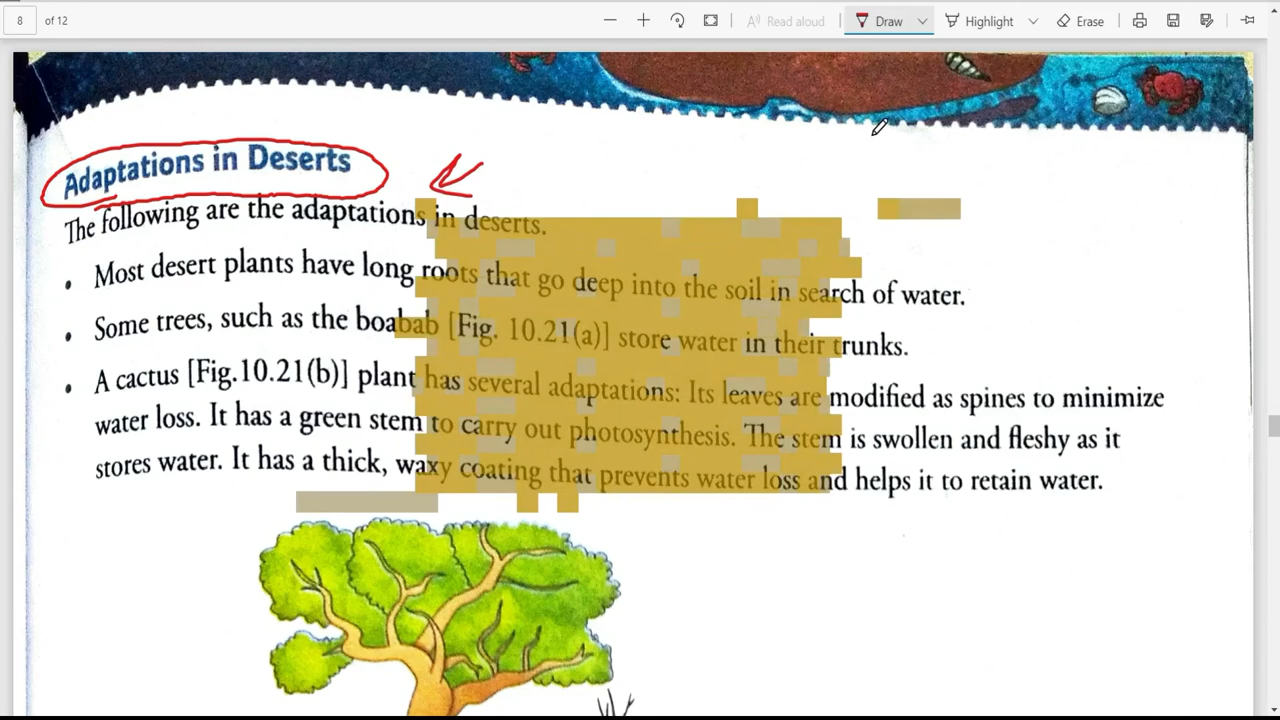 8 of 12 Read aloud Draw Highlight Erase
Adaptations in Deserts
The following are the adaptations in deserts.
• Most desert plants have long roots that go deep into the soil in search of water.
• Some trees, such as the boabab [Fig. 10.21(a)] store water in their trunks.
• A cactus [Fig.10.21(b)] plant has several adaptations: Its leaves are modified as spines to minimize
water loss. It has a green stem to carry out photosynthesis. The stem is swollen and fleshy as it
stores water. It has a thick, waxy coating that prevents water loss and helps it to retain water.